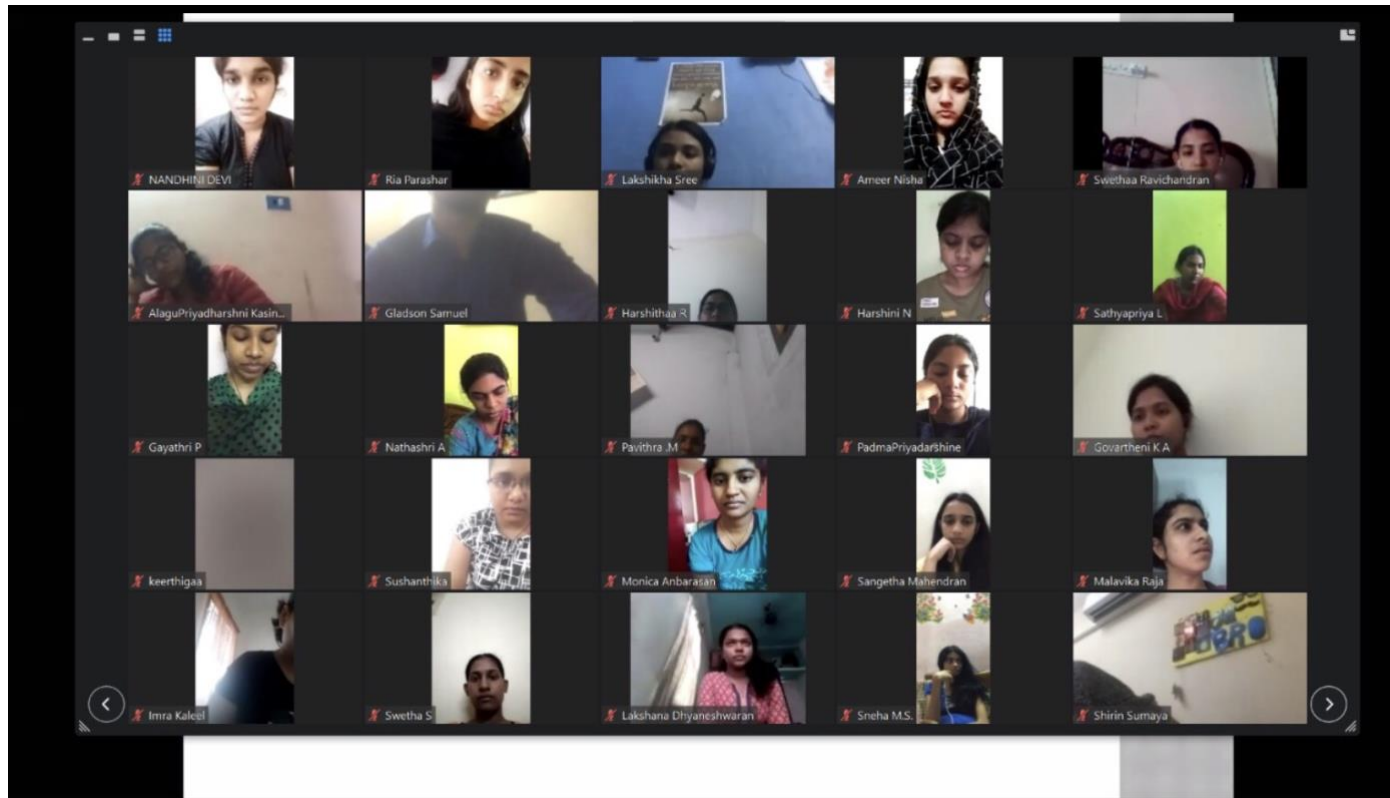 NANDHINI DEVI
Ria Parashar
Lakshikha Sree
Ameer Nisha
Swethaa Ravichandran
AlaguPriyadharshni Kasin...
Gladson Samuel
Harshithaa R
Harshini N
Sathyapriya L
Gayathri P
Nathashri A
Pavithra .M
PadmaPriyadarshine
Govartheni K A
keerthigaa
Sushanthika
Monica Anbarasan
Sangetha Mahendran
Malavika Raja
Imra Kaleel
Swetha S
Lakshana Dhyaneshwaran
Sneha M.S.
Shirin Sumaya